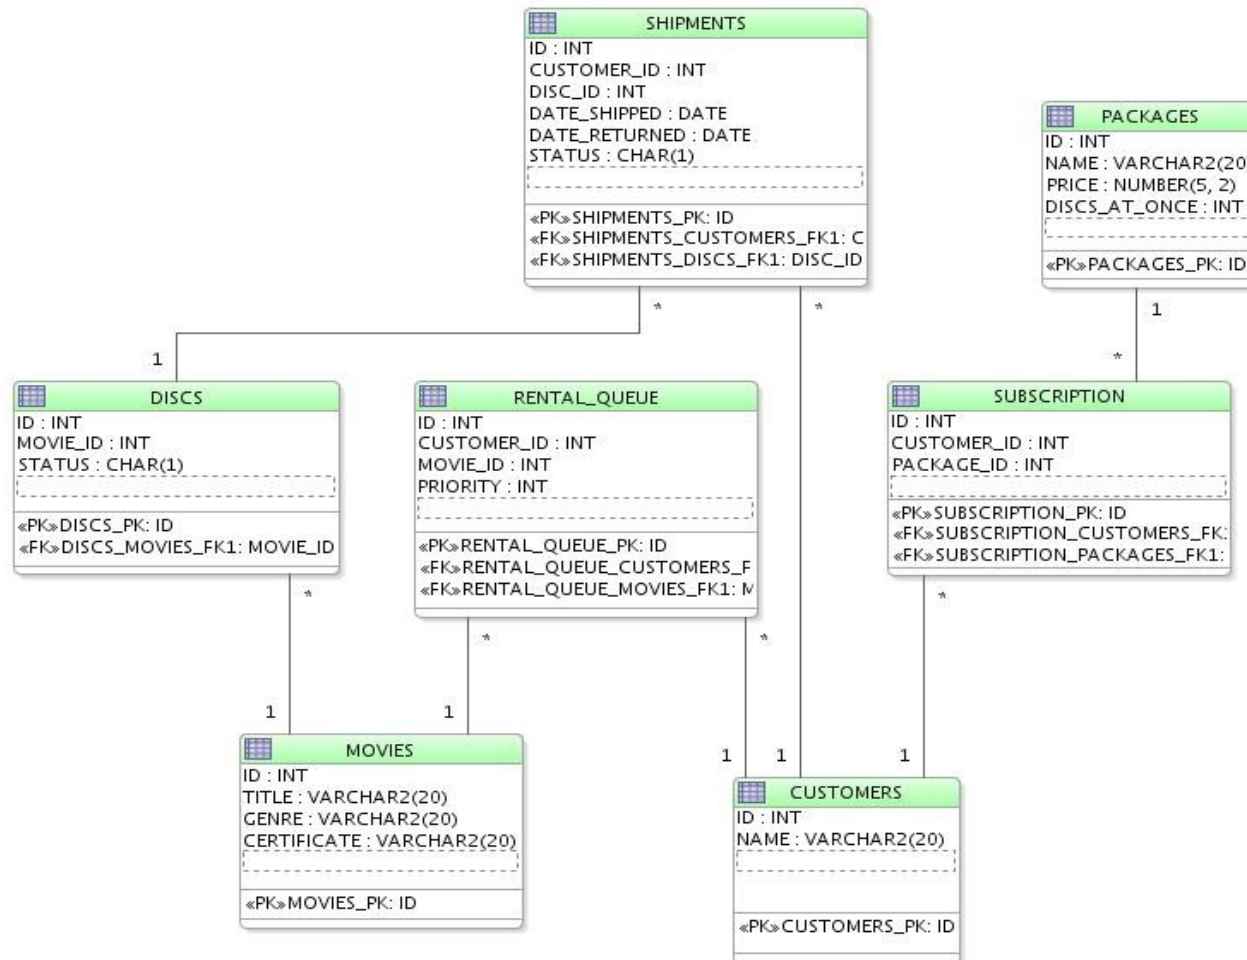 SHIPMENTS
ID : INT
CUSTOMER_ID : INT
DISC_ID : INT
DATE_SHIPPED : DATE
DATE_RETURNED : DATE
STATUS : CHAR(1)
«PK»SHIPMENTS_PK: ID
«FK»SHIPMENTS_CUSTOMERS_FK1: C
«FK»SHIPMENTS_DISCS_FK1: DISC_ID
PACKAGES
ID : INT
NAME : VARCHAR2(20
PRICE : NUMBER(5, 2)
DISCS_AT_ONCE : INT
«PK»PACKAGES_PK: ID
*
*
1
1
*
DISCS
ID : INT
MOVIE_ID : INT
STATUS : CHAR(1)
«PK»DISCS_PK: ID
«FK»DISCS_MOVIES_FK1: MOVIE_ID
RENTAL_QUEUE
ID : INT
CUSTOMER_ID : INT
MOVIE_ID : INT
PRIORITY : INT
«PK»RENTAL_QUEUE_PK: ID
«FK»RENTAL_QUEUE_CUSTOMERS_F
«FK»RENTAL_QUEUE_MOVIES_FK1: M
SUBSCRIPTION
ID : INT
CUSTOMER_ID : INT
PACKAGE_ID : INT
«PK»SUBSCRIPTION_PK: ID
«FK»SUBSCRIPTION_CUSTOMERS_FK:
«FK»SUBSCRIPTION_PACKAGES_FK1:
*
*
*
*
1
1
1
1
1
MOVIES
ID : INT
TITLE : VARCHAR2(20)
GENRE : VARCHAR2(20)
CERTIFICATE : VARCHAR2(20)
«PK»MOVIES_PK: ID
CUSTOMERS
ID : INT
NAME : VARCHAR2(20)
«PK»CUSTOMERS_PK: ID